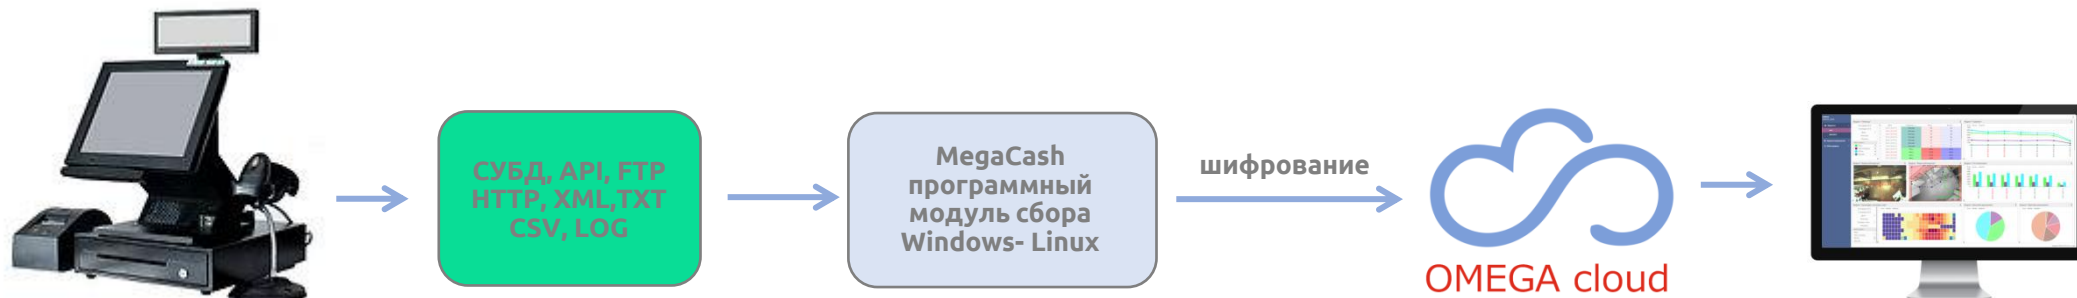 СУБД, API, FTP
HTTP, XML,TXT
CSV, LOG
MegaCash
программный
модуль сбора
Windows- Linux
шифрование
OMEGA cloud